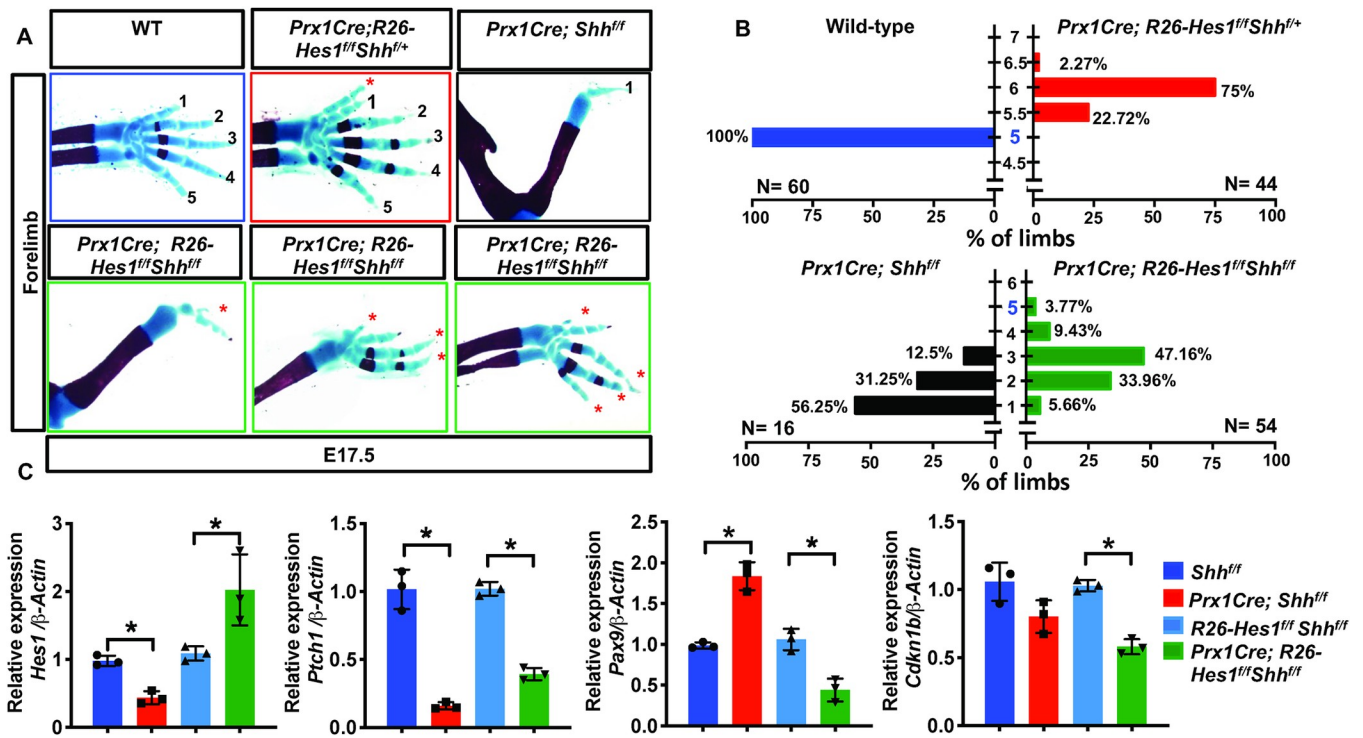 A
WT
Prx1Cre;R26-
Hes1f/fShhf/+
Prx1Cre; Shhf/f
Forelimb
1
2
3
4
5
*
1
2
3
4
5
1
Prx1Cre; R26-
Hes1f/fShhf/f
Prx1Cre; R26-
Hes1f/fShhf/f
Prx1Cre; R26-
Hes1f/fShhf/f
*
*
*
*
*
*
*
*
*
E17.5
B
Wild-type
Prx1Cre; R26-Hes1f/fShhf/+
7
6.5
6
5.5
5
4.5
2.27%
75%
22.72%
100%
N= 60
N= 44
100 75 50 25 0
0 25 50 75 100
% of limbs
Prx1Cre; Shhf/f
Prx1Cre; R26-Hes1f/fShhf/f
6
5
4
3
2
1
3.77%
9.43%
12.5%
47.16%
31.25%
33.96%
56.25%
5.66%
N= 16
N= 54
100 75 50 25 0
0 25 50 75 100
% of limbs
C
Relative expression
Hes1/β-Actin
3
2
1
0
*
*
Relative expression
Ptch1/β-Actin
1.5
1.0
0.5
0.0
*
*
Relative expression
Pax9/β-Actin
2.5
2.0
1.5
1.0
0.5
0.0
*
*
Relative expression
Cdkn1b/β-Actin
1.5
1.0
0.5
0.0
*
Shhf/f
Prx1Cre; Shhf/f
R26-Hes1f/f Shhf/f
Prx1Cre; R26-
Hes1f/fShhf/f